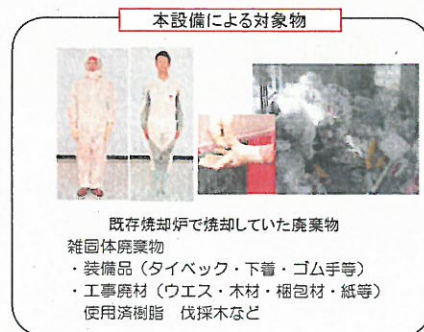 本設備による対象物
既存焼却炉で焼却していた廃棄物
雑固体廃棄物
・装備品（タイベック・下着・ゴム手等）
・工事廃材（ウエス・木材・梱包材・紙等）
使用済樹脂　伐採木など